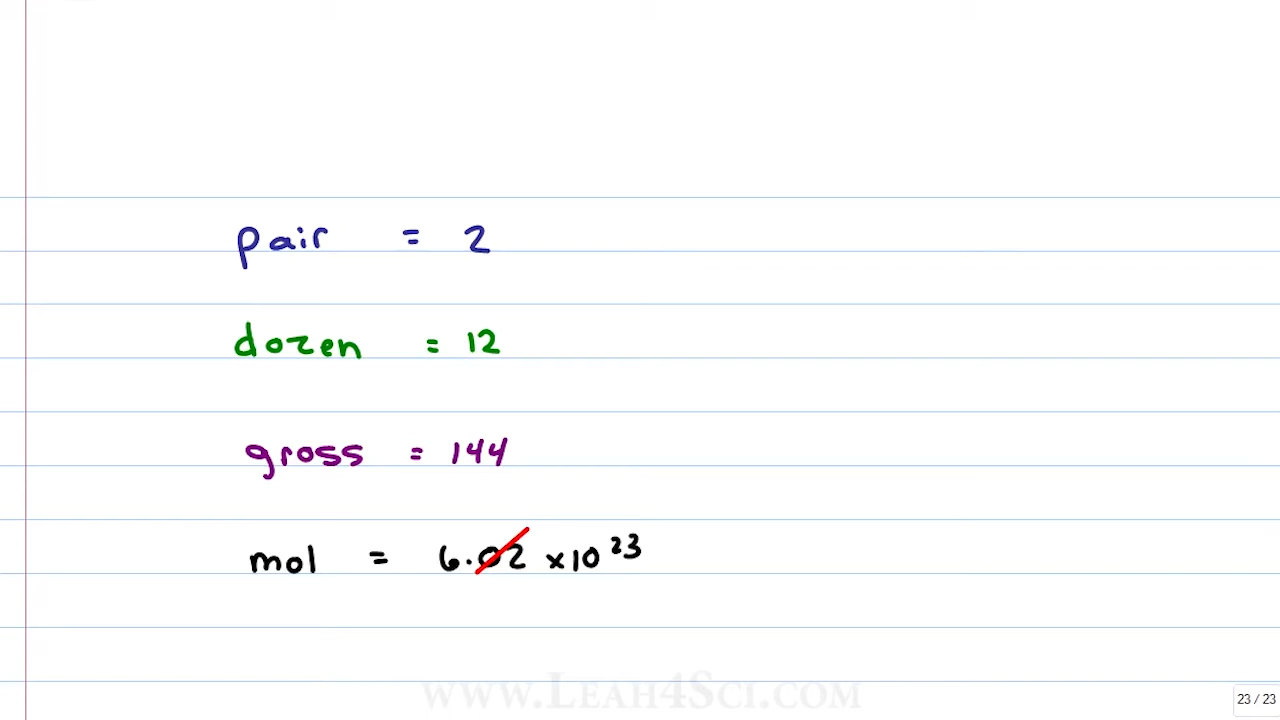 pair = 2
dozen = 12
gross = 144
mol = 6.02 x10^23
www.Leah4Sci.com
23 / 23